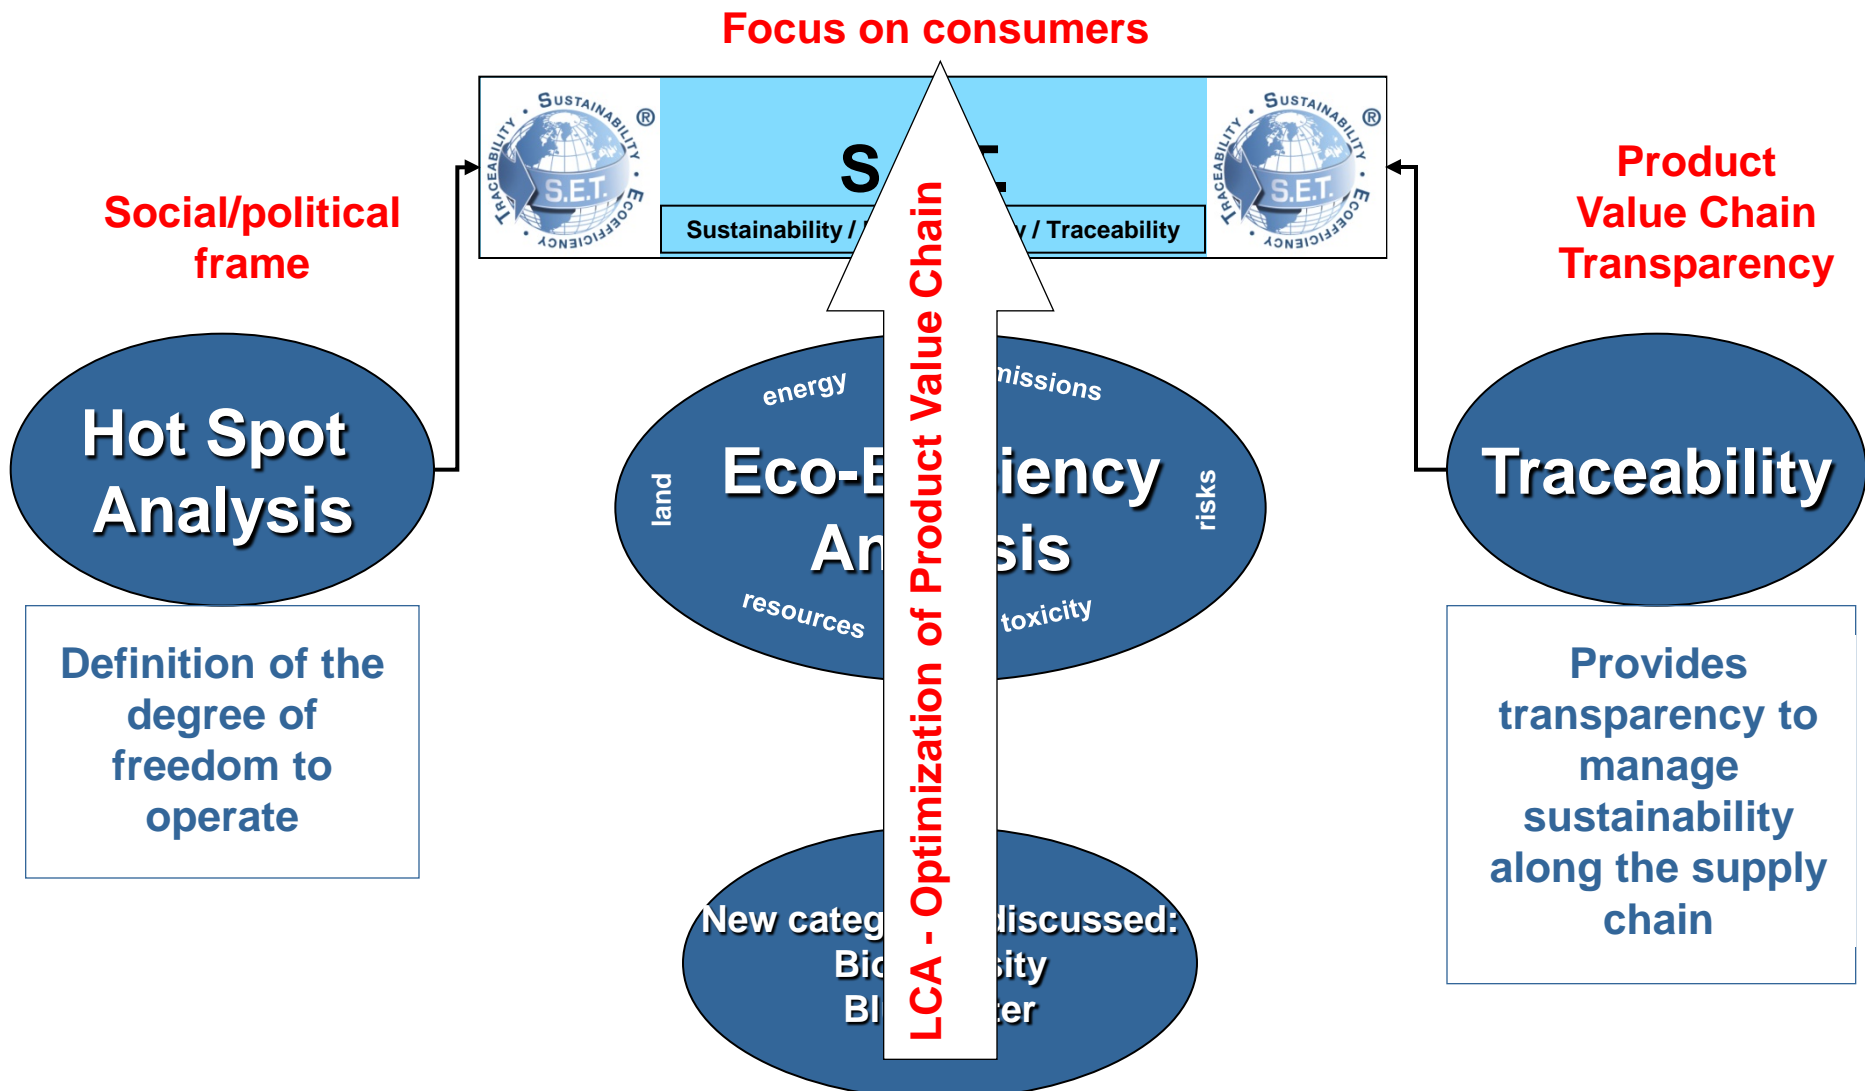 Focus on consumers
SUSTAINABILITY · ECOEFFICIENCY · TRACEABILITY ·
®
S.E.T.
S
Sustainability / / Traceability
SUSTAINABILITY · ECOEFFICIENCY · TRACEABILITY ·
®
S.E.T.
Social/political
frame
Product
Value Chain
Transparency
LCA - Optimization of Product Value Chain
Hot Spot
Analysis
energy
missions
land
Eco-E ciency
An sis
risks
resources
toxicity
Traceability
Definition of the
degree of
freedom to
operate
Provides
transparency to
manage
sustainability
along the supply
chain
New categ discussed:
Bio sity
Bl ter